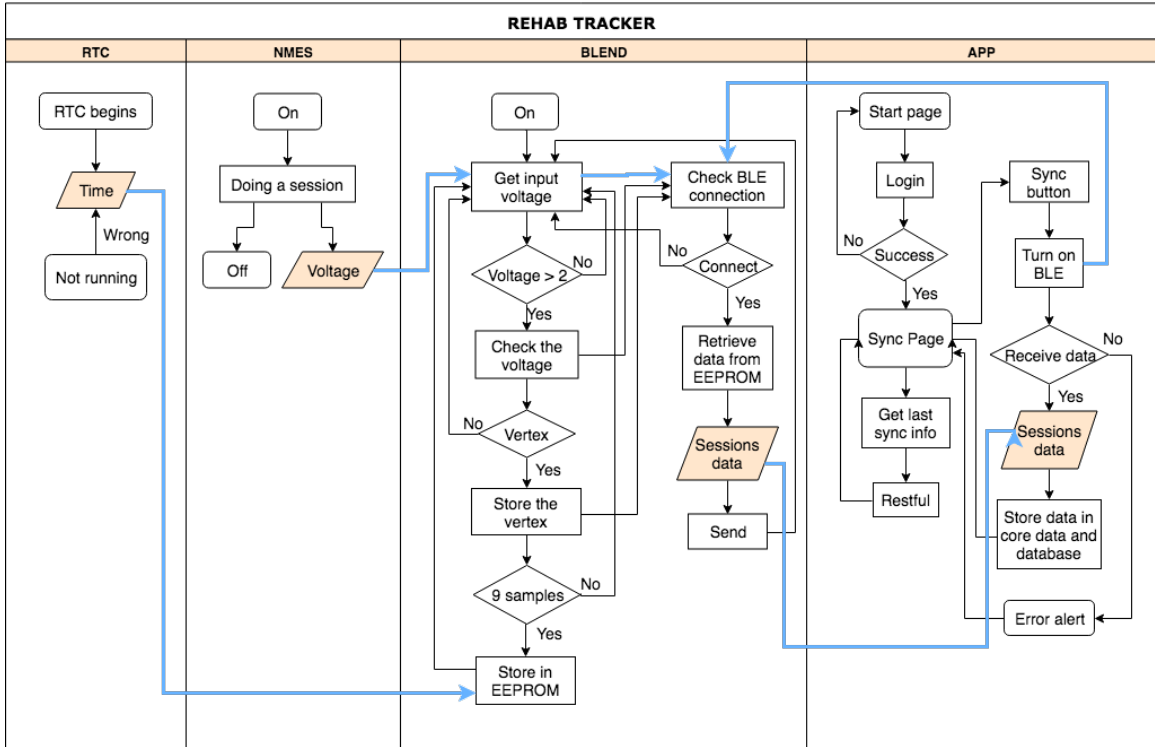 REHAB TRACKER
RTC
NMES
BLEND
APP
RTC begins
Time
Wrong
Not running
On
Doing a session
Off
Voltage
On
Get input
voltage
Voltage > 2
No
Yes
Check the
voltage
No
Vertex
Yes
Store the
vertex
9 samples
No
Yes
Store in
EEPROM
Check BLE
connection
No
Connect
Yes
Retrieve
data from
EEPROM
Sessions
data
Send
Start page
Login
No
Success
Yes
Sync Page
Get last
sync info
Restful
Sync
button
Turn on
BLE
No
Receive data
Yes
Sessions
data
Store data in
core data and
database
Error alert